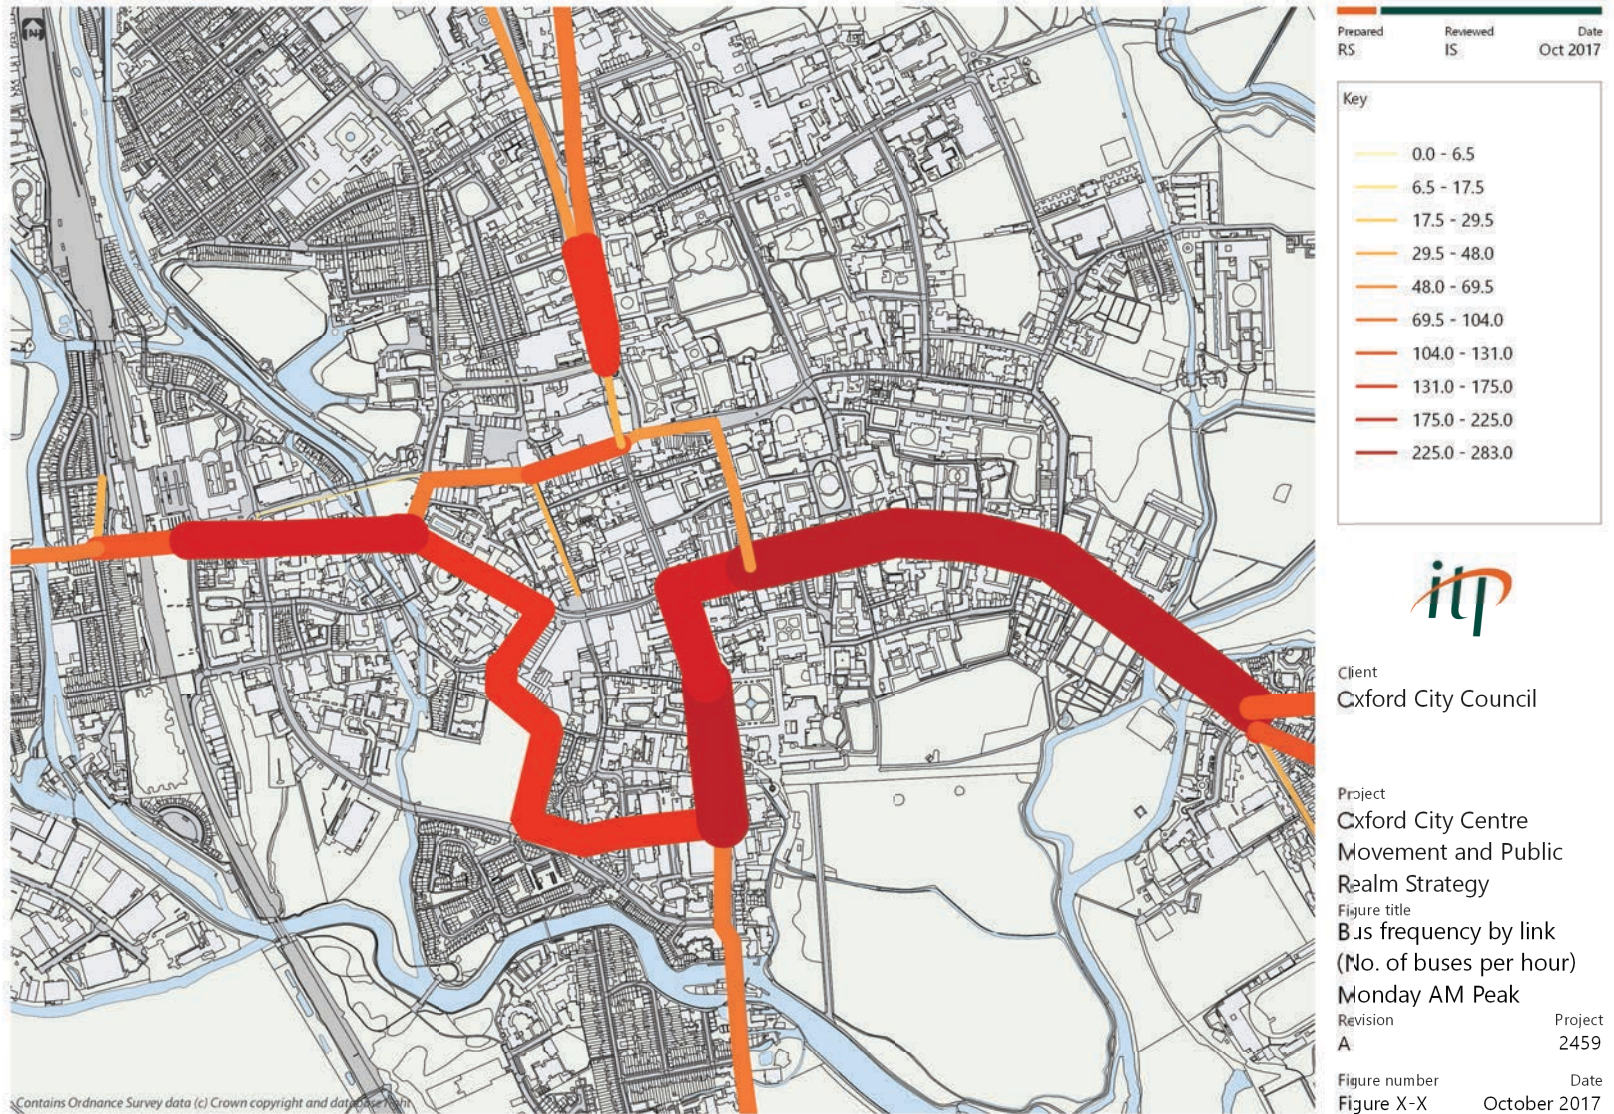 N
Prepared Reviewed Date
RS IS Oct 2017
Key
0.0 - 6.5
6.5 - 17.5
17.5 - 29.5
29.5 - 48.0
48.0 - 69.5
69.5 - 104.0
104.0 - 131.0
131.0 - 175.0
175.0 - 225.0
225.0 - 283.0
itp
Client
Oxford City Council
Project
Oxford City Centre
Movement and Public
Realm Strategy
Figure title
Bus frequency by link
(No. of buses per hour)
Monday AM Peak
Revision Project
A 2459
Figure number Date
Figure X-X October 2017
Contains Ordnance Survey data (c) Crown copyright and database right